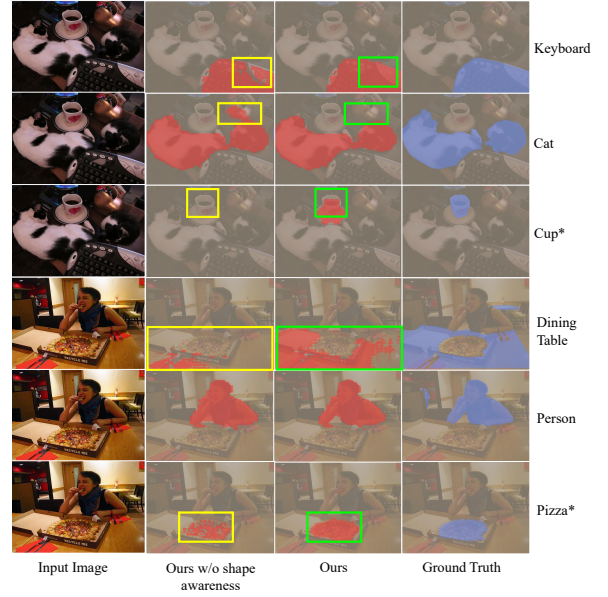 Keyboard
Cat
Cup*
Dining
Table
Person
Pizza*
Input Image
Ours w/o shape
awareness
Ours
Ground Truth